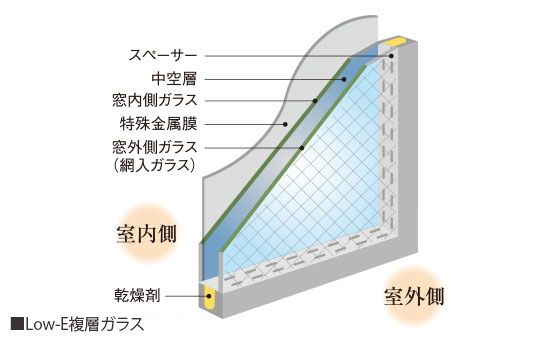 スペーサー
中空層
窓内側ガラス
特殊金属膜
窓外側ガラス
（網入ガラス）
室内側
乾燥剤
室外側
■Low-E複層ガラス